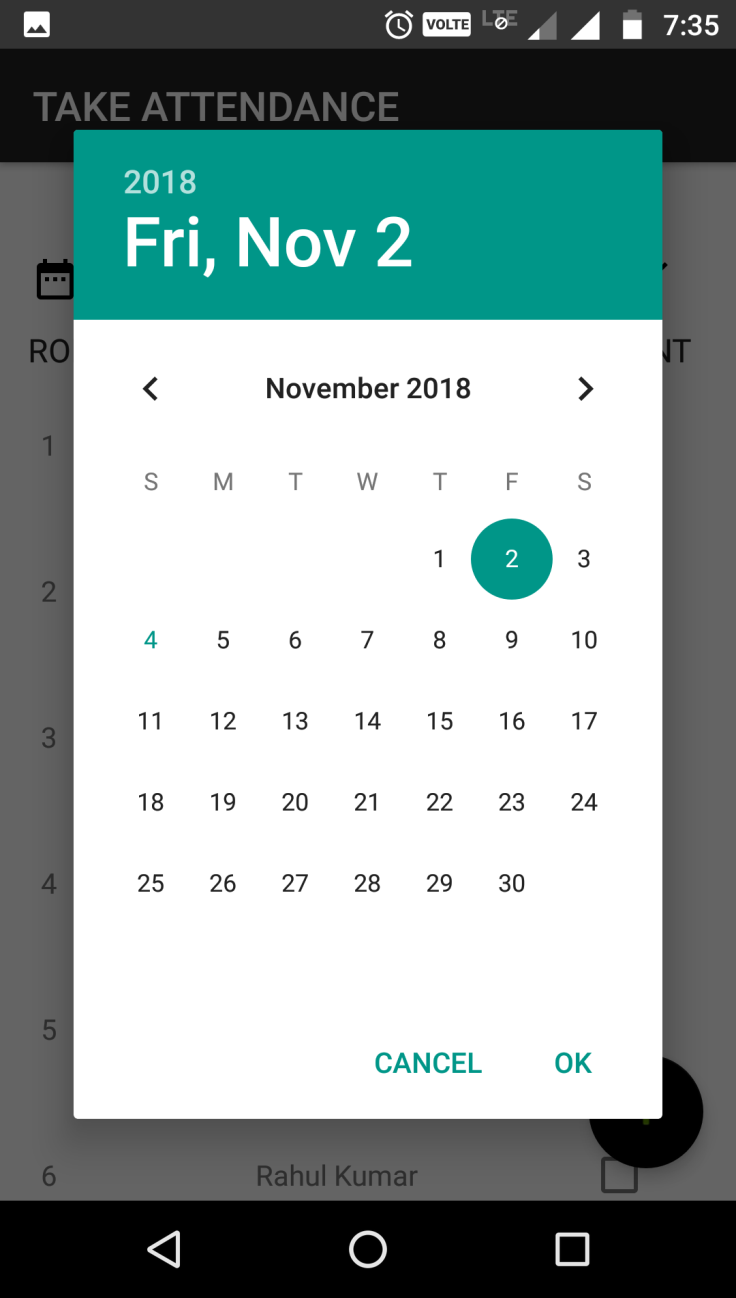 VOLTE LTE 7:35
TAKE ATTENDANCE
2018
Fri, Nov 2
RO NT
November 2018
S M T W T F S
1 2 3
4 5 6 7 8 9 10
11 12 13 14 15 16 17
18 19 20 21 22 23 24
25 26 27 28 29 30
CANCEL OK
1
2
3
4
5
6 Rahul Kumar